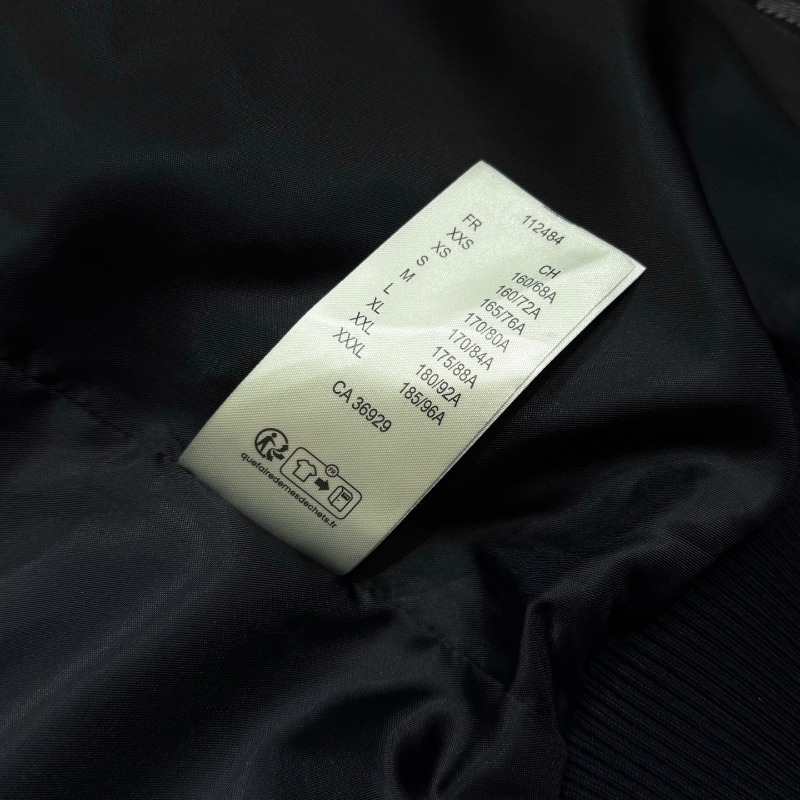 112484
FR CH
XXS 160/68A
XS 160/72A
S 165/76A
M 170/80A
L 170/84A
XL 175/88A
XXL 180/92A
XXXL 185/96A
CA 36929
FR
quefairedemesdechets.fr